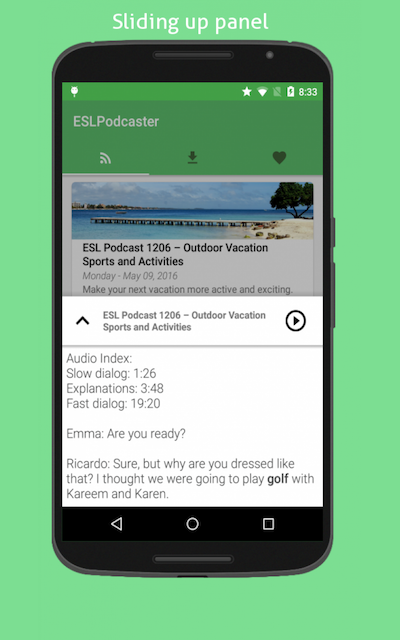 Sliding up panel
8:33
ESLPodcaster
ESL Podcast 1206 – Outdoor Vacation
Sports and Activities
Monday - May 09, 2016
Make your next vacation more active and exciting.
ESL Podcast 1206 – Outdoor Vacation
Sports and Activities
Audio Index:
Slow dialog: 1:26
Explanations: 3:48
Fast dialog: 19:20
Emma: Are you ready?
Ricardo: Sure, but why are you dressed like
that? I thought we were going to play golf with
Kareem and Karen.